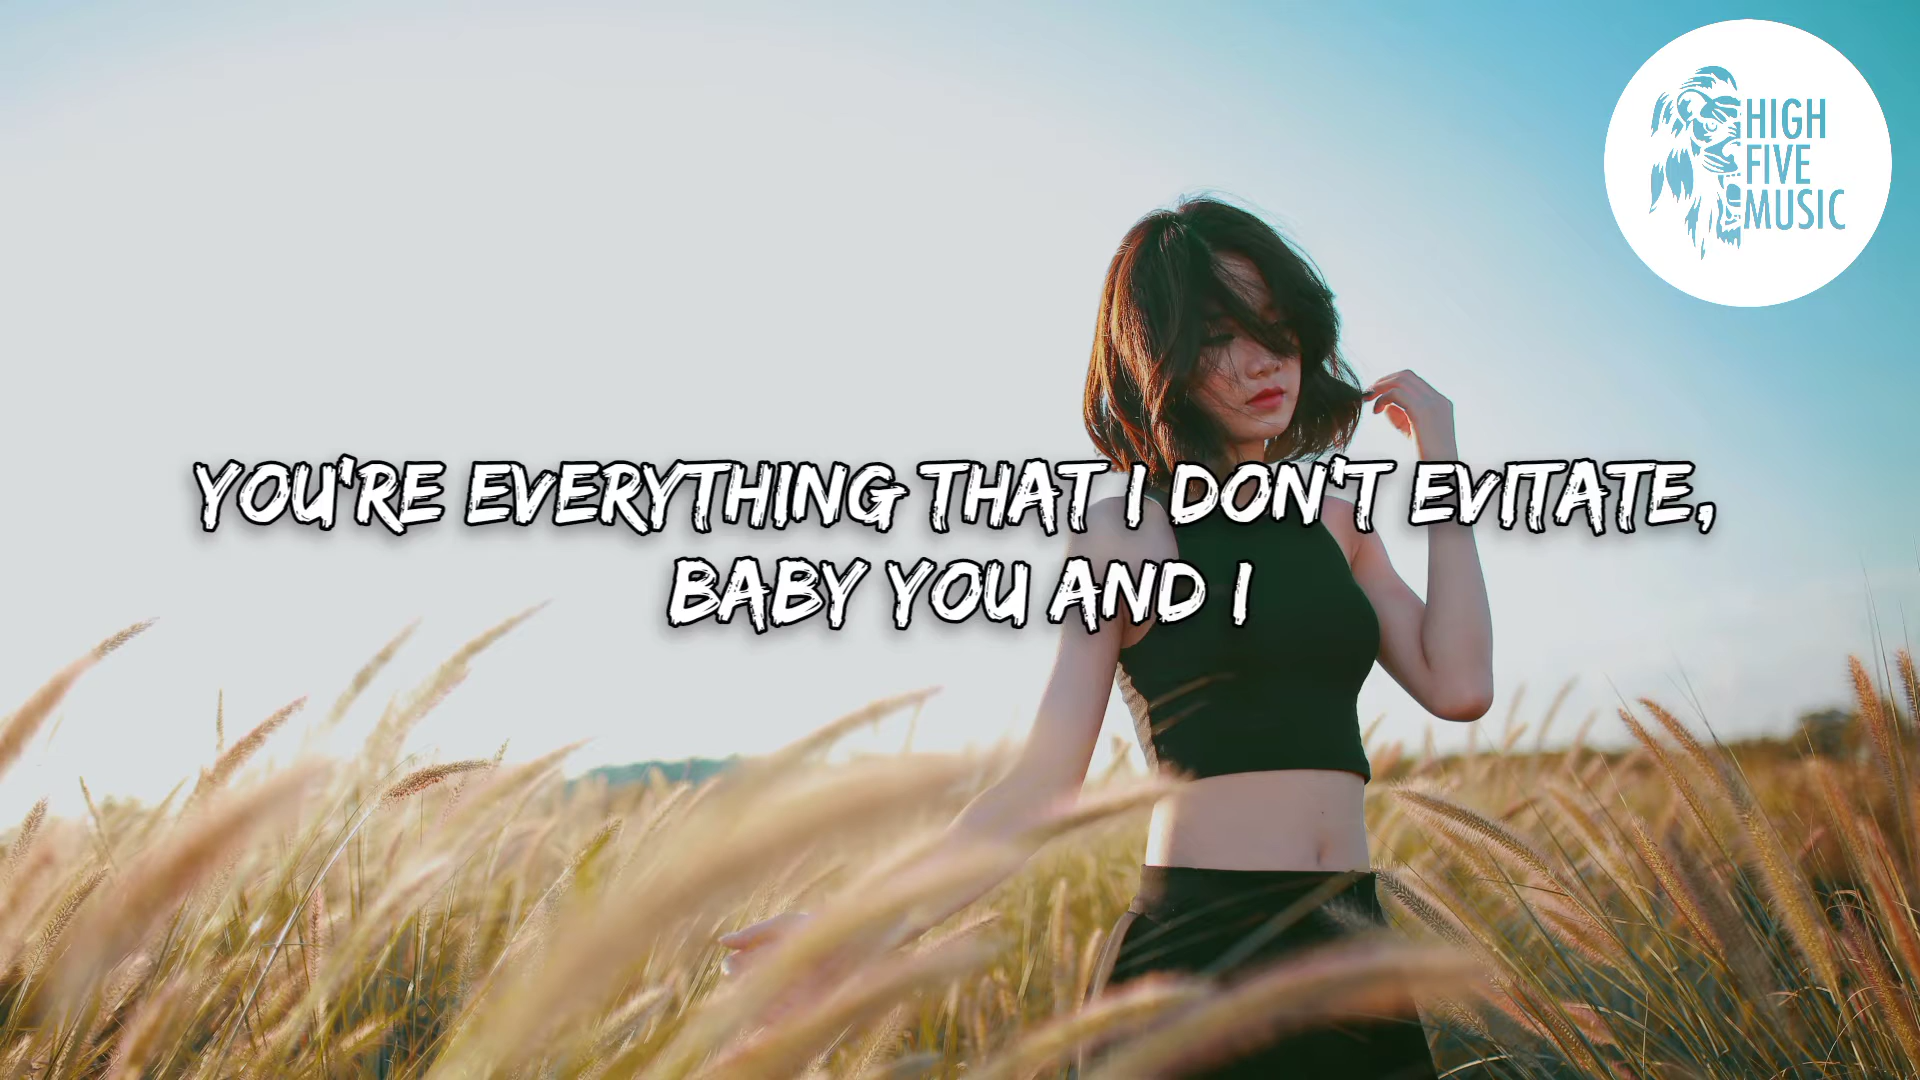 HIGH
FIVE
MUSIC
YOU'RE EVERYTHING THAT I DON'T EVITATE,
BABY YOU AND I